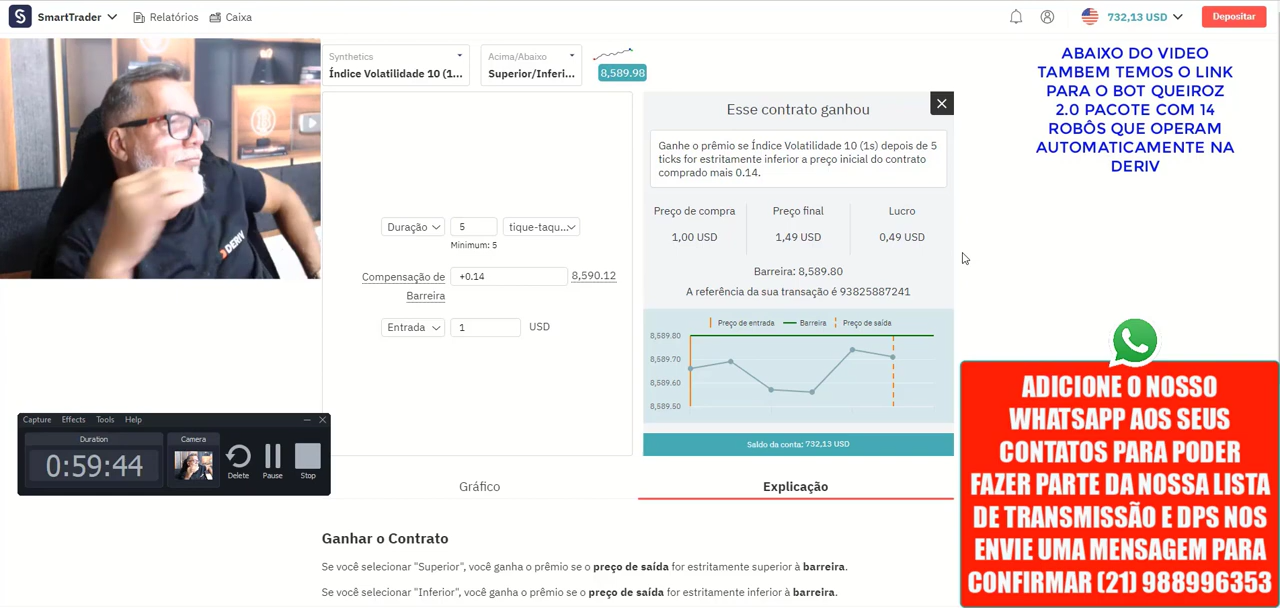 SmartTrader
Relatórios
Caixa
732,13 USD
Depositar
Synthetics
Índice Volatilidade 10 (1...
Acima/Abaixo
Superior/Inferi...
8,589.98
ABAIXO DO VIDEO
TAMBEM TEMOS O LINK
PARA O BOT QUEIROZ
2.0 PACOTE COM 14
ROBÔS QUE OPERAM
AUTOMATICAMENTE NA
DERIV
DERIV
Duração
5
tique-taqu...
Minimum: 5
Compensação de
Barreira
+0.14
8,590.12
Entrada
1
USD
Esse contrato ganhou
Ganhe o prêmio se Índice Volatilidade 10 (1s) depois de 5
ticks for estritamente inferior a preço inicial do contrato
comprado mais 0.14.
Preço de compra
Preço final
Lucro
1,00 USD
1,49 USD
0,49 USD
Barreira: 8,589.80
A referência da sua transação é 93825887241
Preço de entrada
Barreira
Preço de saída
8,589.80
8,589.70
8,589.60
8,589.50
Saldo da conta: 732,13 USD
Capture
Effects
Tools
Help
Duration
0:59:44
Camera
Delete
Pause
Stop
Gráfico
Explicação
Ganhar o Contrato
Se você selecionar "Superior", você ganha o prêmio se o preço de saída for estritamente superior à barreira.
Se você selecionar "Inferior", você ganha o prêmio se o preço de saída for estritamente inferior à barreira.
ADICIONE O NOSSO
WHATSAPP AOS SEUS
CONTATOS PARA PODER
FAZER PARTE DA NOSSA LISTA
DE TRANSMISSÃO E DPS NOS
ENVIE UMA MENSAGEM PARA
CONFIRMAR (21) 988996353